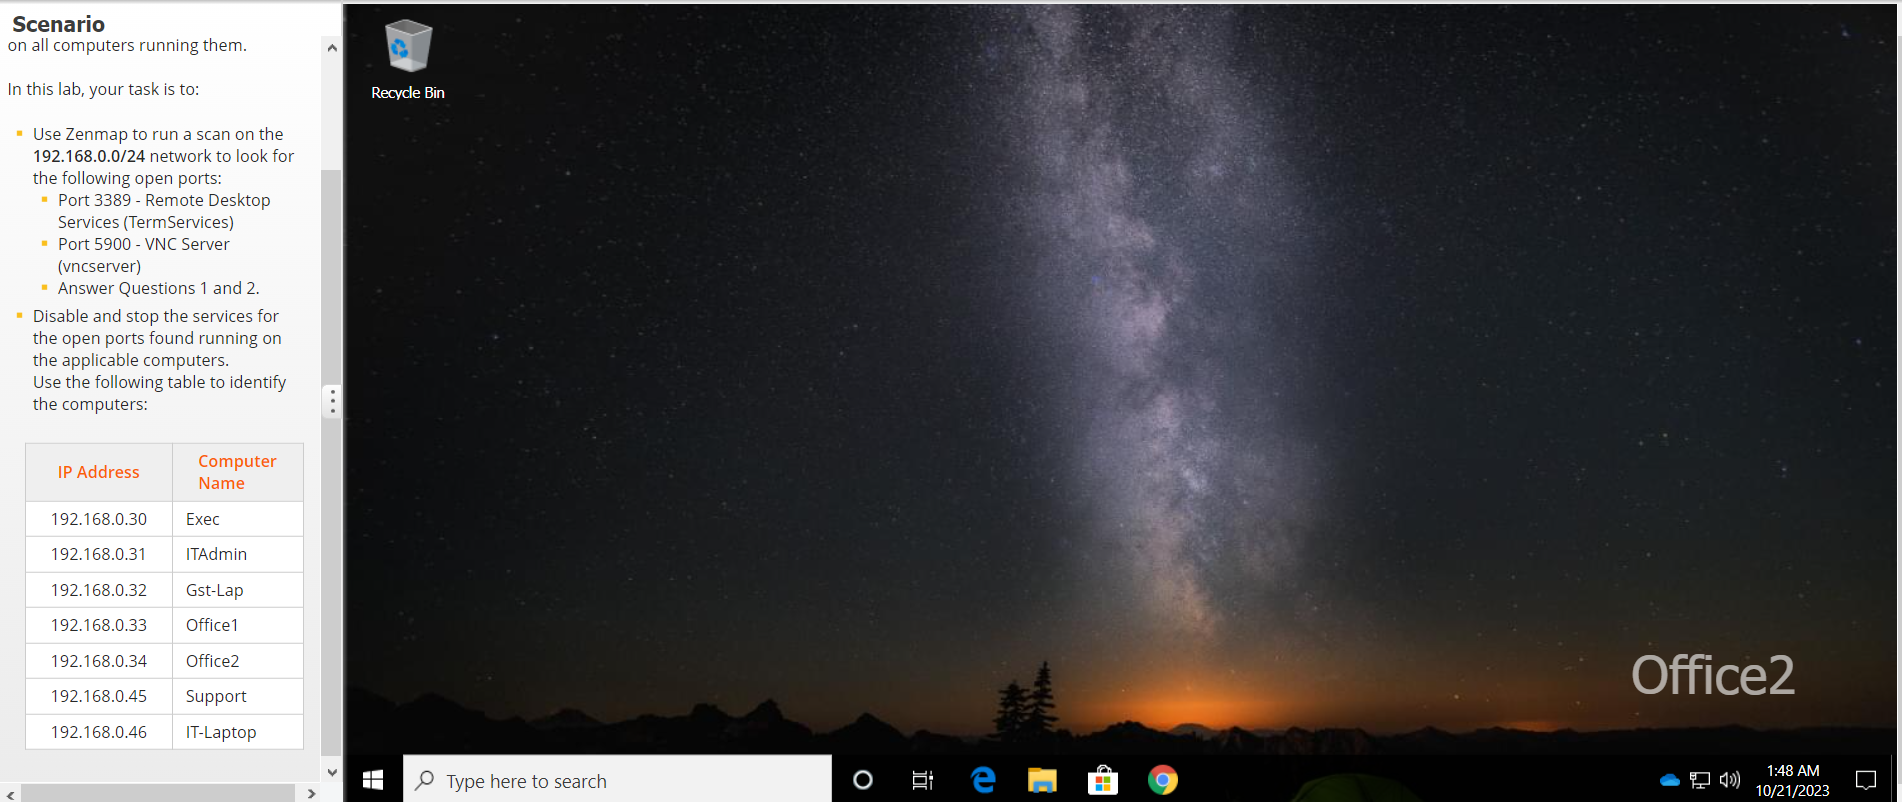 Scenario
on all computers running them.
In this lab, your task is to:
Use Zenmap to run a scan on the
192.168.0.0/24 network to look for
the following open ports:
Port 3389 - Remote Desktop
Services (TermServices)
Port 5900 - VNC Server
(vncserver)
Answer Questions 1 and 2.
Disable and stop the services for
the open ports found running on
the applicable computers.
Use the following table to identify
the computers:
IP Address
Computer
Name
192.168.0.30 Exec
192.168.0.31 ITAdmin
192.168.0.32 Gst-Lap
192.168.0.33 Office1
192.168.0.34 Office2
192.168.0.45 Support
192.168.0.46 IT-Laptop
Recycle Bin
Office2
Type here to search
1:48 AM
10/21/2023